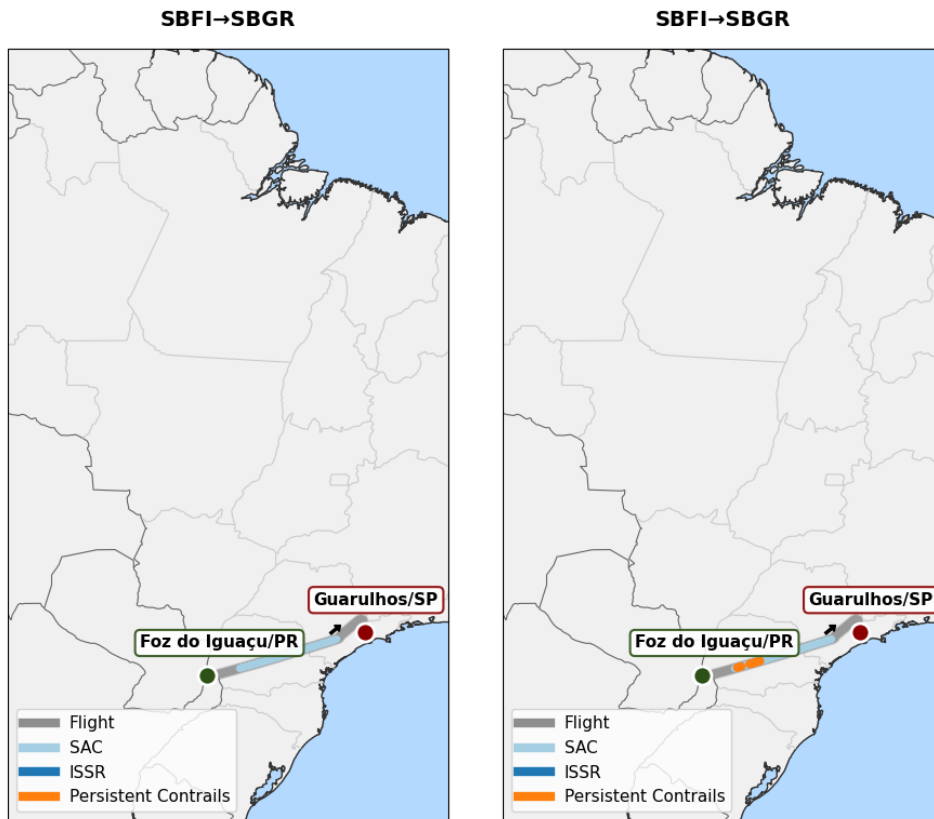 SBFI→SBGR
Guarulhos/SP
Foz do Iguaçu/PR
Flight
SAC
ISSR
Persistent Contrails
SBFI→SBGR
Guarulhos/SP
Foz do Iguaçu/PR
Flight
SAC
ISSR
Persistent Contrails